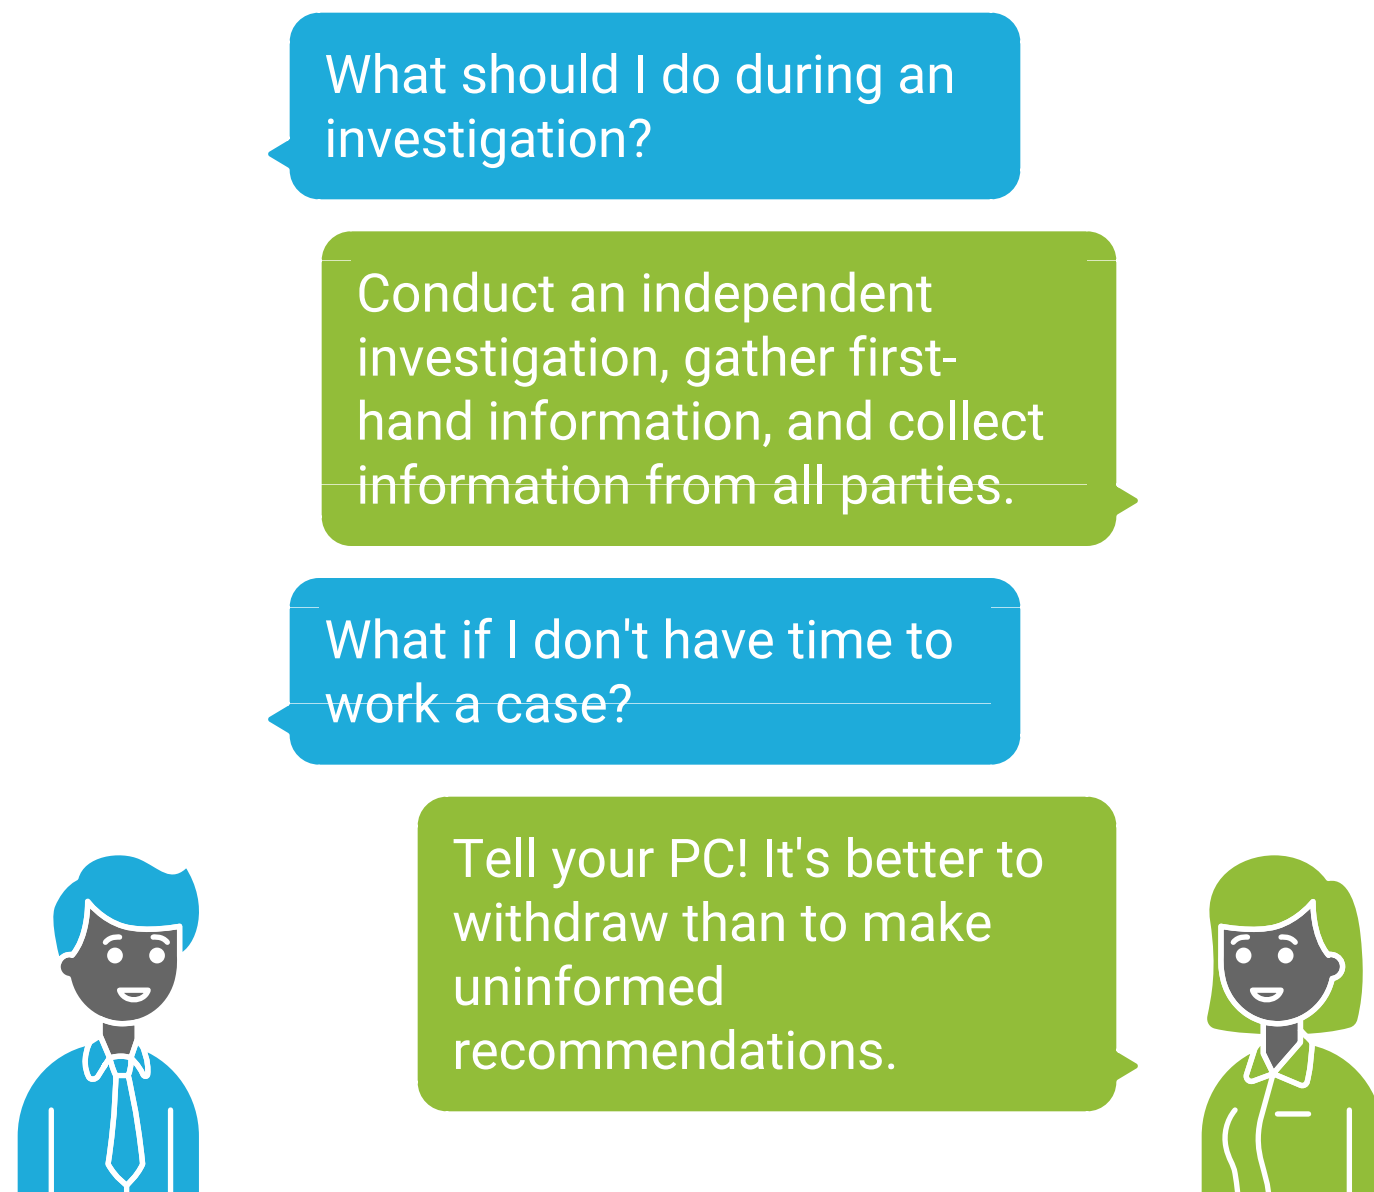 What should I do during an
investigation?
Conduct an independent
investigation, gather first-
hand information, and collect
information from all parties.
What if I don't have time to
work a case?
Tell your PC! It's better to
withdraw than to make
uninformed
recommendations.